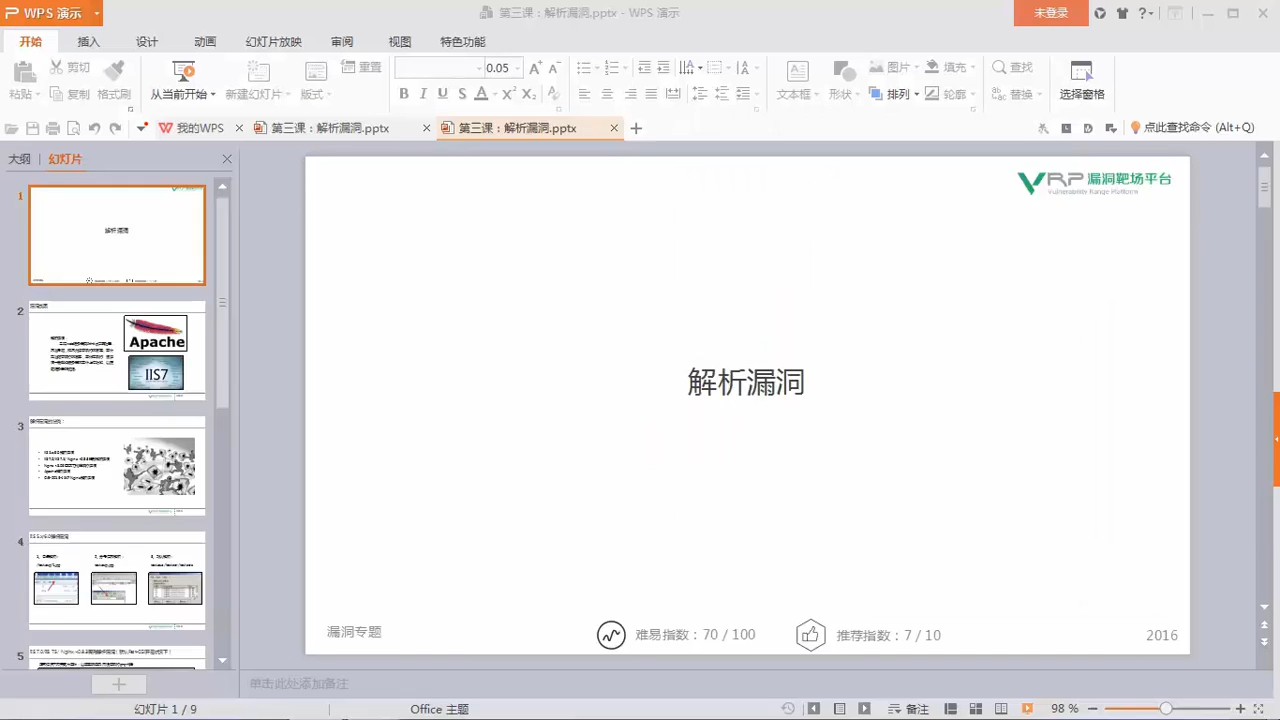 WPS 演示
第三课：解析漏洞.pptx - WPS 演示
未登录
开始 插入 设计 动画 幻灯片放映 审阅 视图 特色功能
粘贴 剪切 复制 格式刷 从当前开始 新建幻灯片 版式 重置 0.05 文本框 形状 图片 排列 填充 轮廓 查找 替换 选择窗格
我的WPS 第三课：解析漏洞.pptx 第三课：解析漏洞.pptx 点此查找命令 (Alt+Q)
大纲 幻灯片
1
解析漏洞
2
Apache
IIS7
3
4
5
VRP 漏洞靶场平台
Vulnerability Range Platform
解析漏洞
漏洞专题 难易指数：70 / 100 推荐指数：7 / 10 2016
单击此处添加备注
幻灯片 1 / 9 Office 主题 备注 98 %